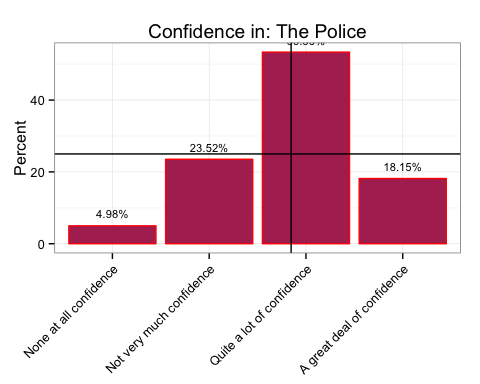 Confidence in: The Police
Percent
40
20
0
4.98%
23.52%
18.15%
None at all confidence
Not very much confidence
Quite a lot of confidence
A great deal of confidence